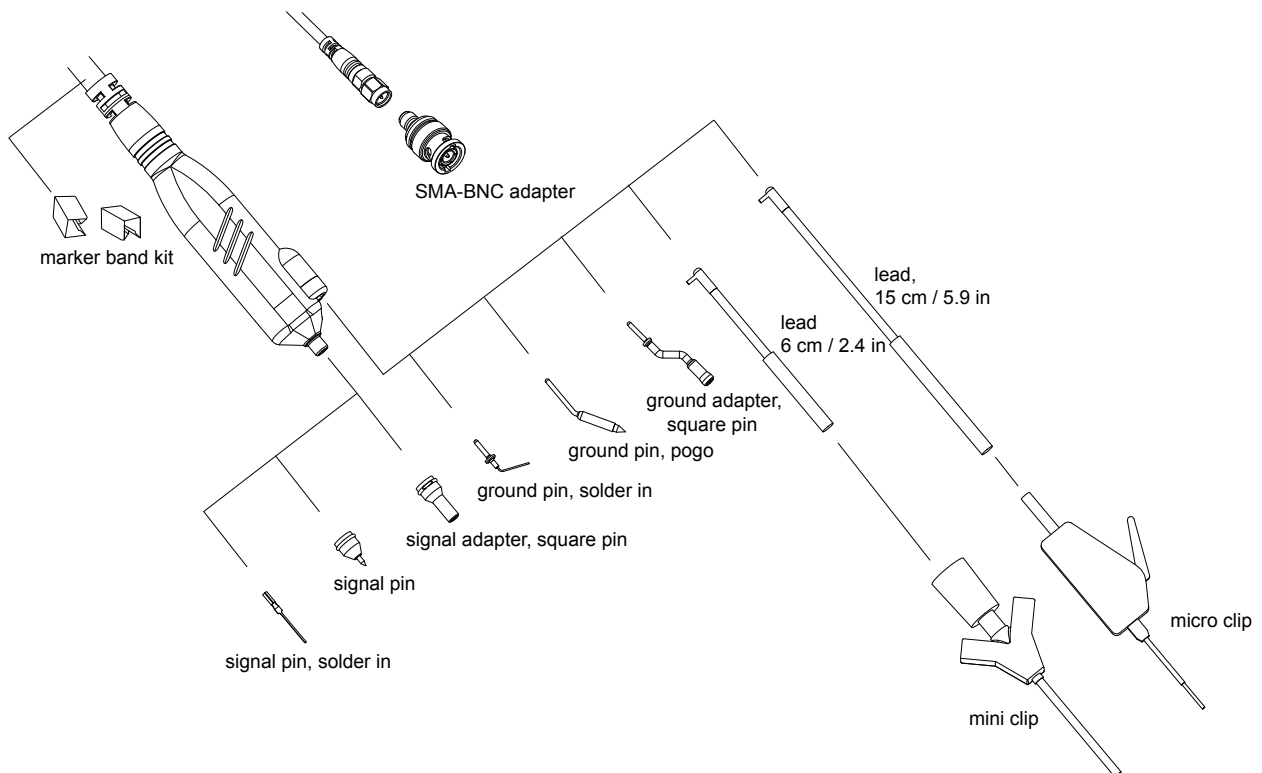 SMA-BNC adapter
marker band kit
lead,
15 cm / 5.9 in
lead
6 cm / 2.4 in
ground adapter,
square pin
ground pin, pogo
ground pin, solder in
signal adapter, square pin
signal pin
signal pin, solder in
micro clip
mini clip